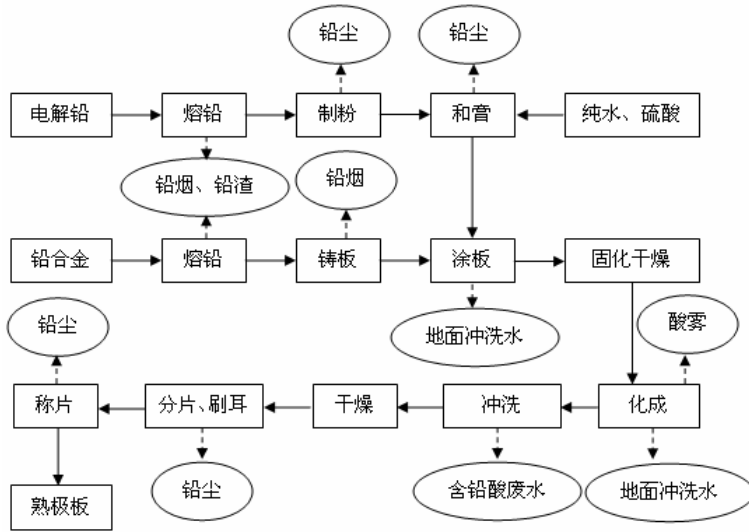 铅尘
铅尘
电解铅
熔铅
制粉
和膏
纯水、硫酸
铅烟、铅渣
铅烟
铅合金
熔铅
铸板
涂板
固化干燥
铅尘
地面冲洗水
酸雾
称片
分片、刷耳
干燥
冲洗
化成
熟极板
铅尘
含铅酸废水
地面冲洗水